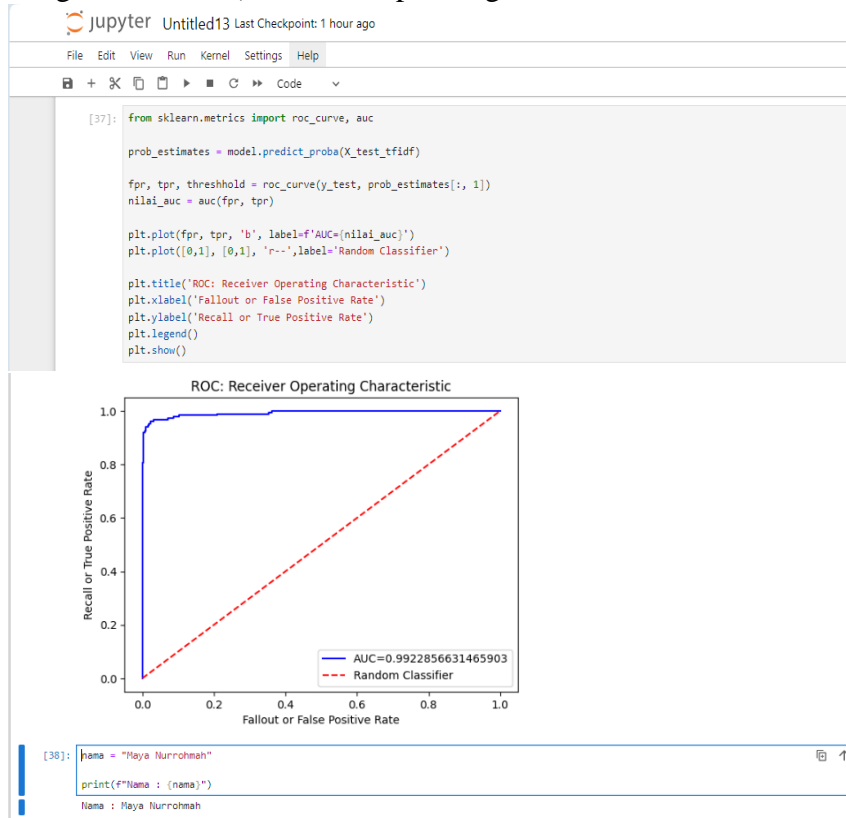 jupyter Untitled13 Last Checkpoint: 1 hour ago
File Edit View Run Kernel Settings Help
Code
[37]: from sklearn.metrics import roc_curve, auc
prob_estimates = model.predict_proba(X_test_tfidf)
fpr, tpr, threshhold = roc_curve(y_test, prob_estimates[:, 1])
nilai_auc = auc(fpr, tpr)
plt.plot(fpr, tpr, 'b', label=f'AUC={nilai_auc}')
plt.plot([0,1], [0,1], 'r--',label='Random Classifier')
plt.title('ROC: Receiver Operating Characteristic')
plt.xlabel('Fallout or False Positive Rate')
plt.ylabel('Recall or True Positive Rate')
plt.legend()
plt.show()
ROC: Receiver Operating Characteristic
Recall or True Positive Rate
1.0
0.8
0.6
0.4
0.2
0.0
AUC=0.9922856631465903
Random Classifier
0.0 0.2 0.4 0.6 0.8 1.0
Fallout or False Positive Rate
[38]: nama = "Maya Nurrohmah"
print(f"Nama : {nama}")
Nama : Maya Nurrohmah